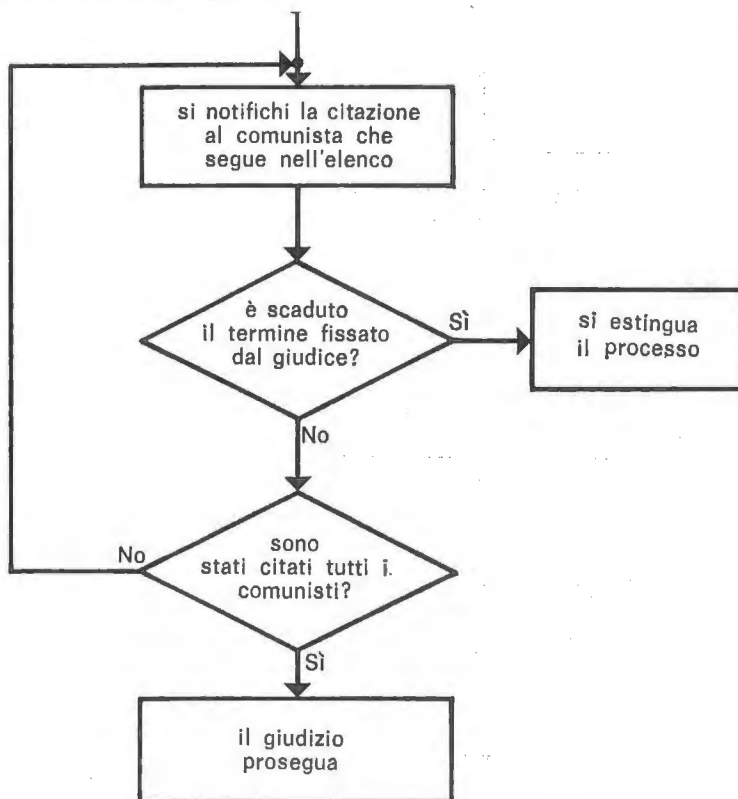 si notifichi la citazione
al comunista che
segue nell'elenco
è scaduto
il termine fissato
dal giudice?
Sì
si estingua
il processo
No
No
sono
stati citati tutti i.
comunisti?
Sì
il giudizio
prosegua